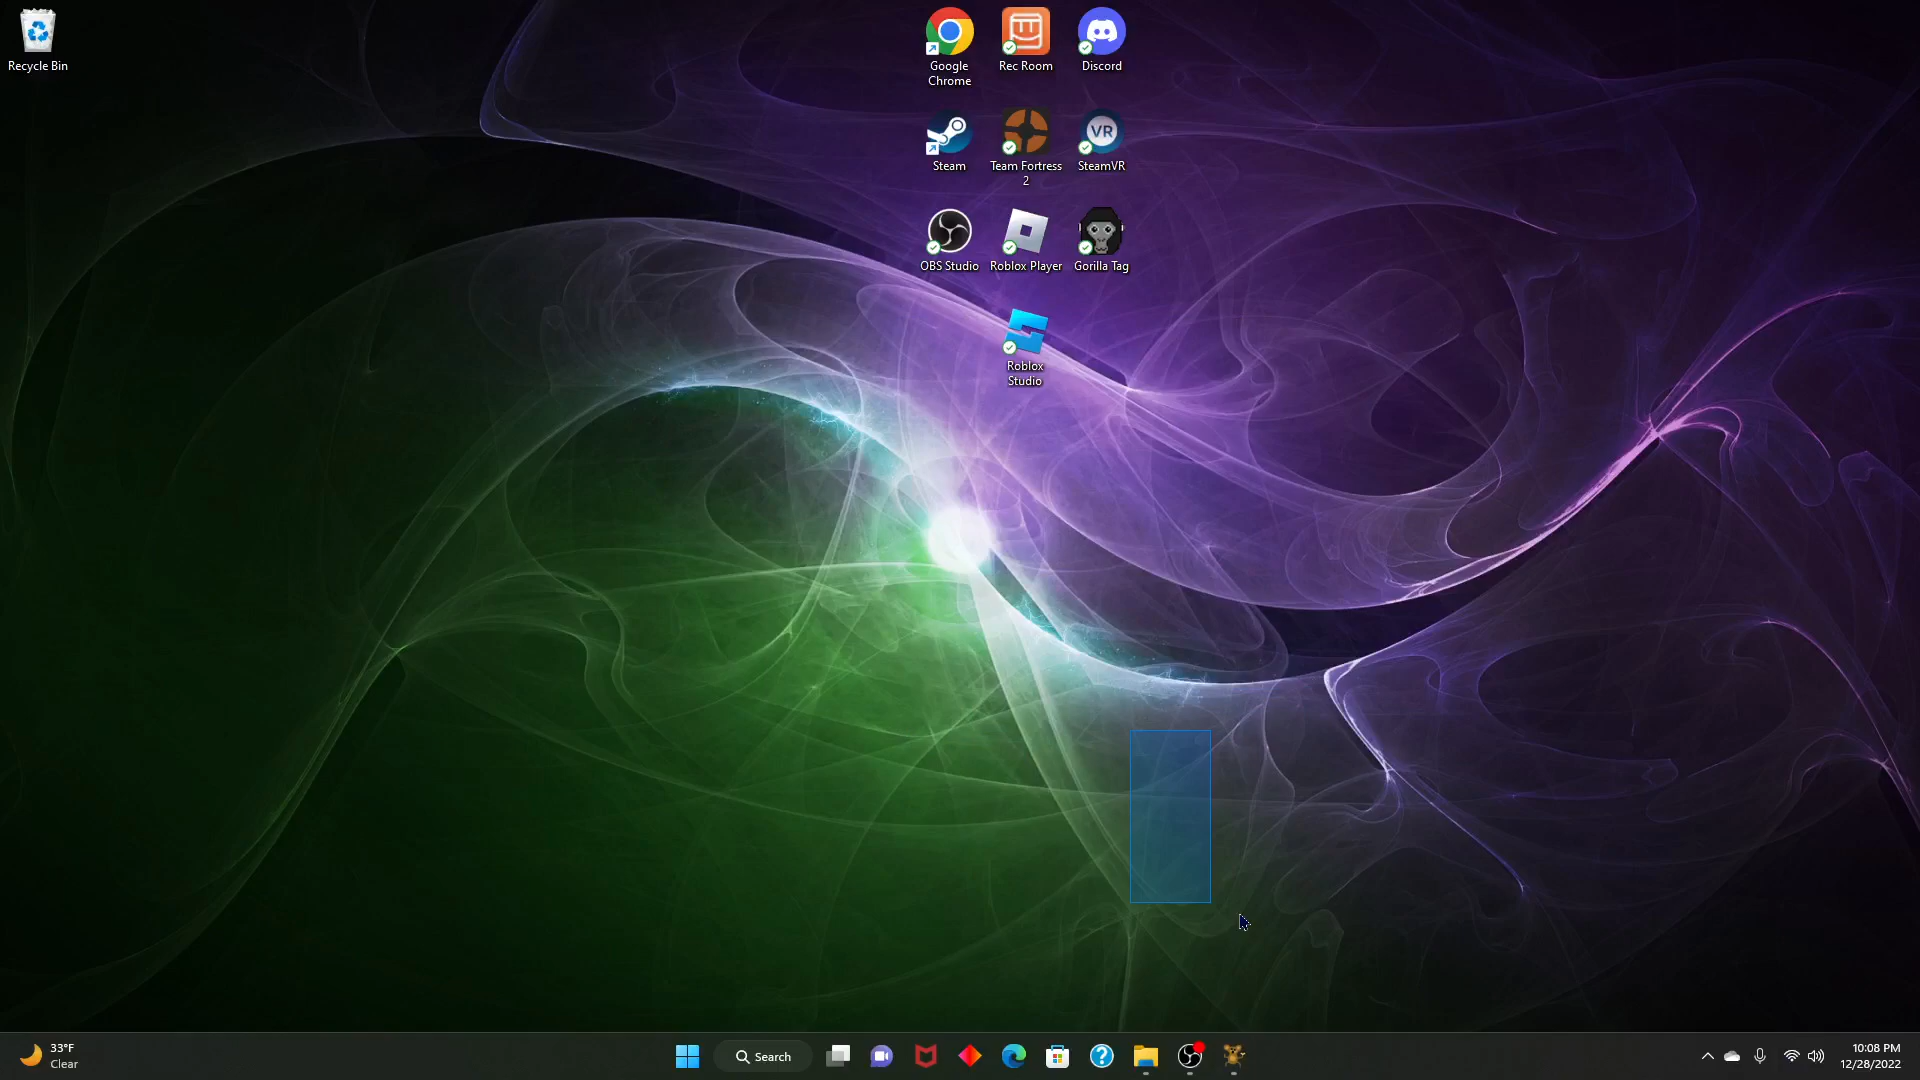 Recycle Bin
Google
Chrome
Rec Room
Discord
Steam
Team Fortress
2
VR
SteamVR
OBS Studio
Roblox Player
Gorilla Tag
Roblox
Studio
33°F
Clear
Search
10:08 PM
12/28/2022